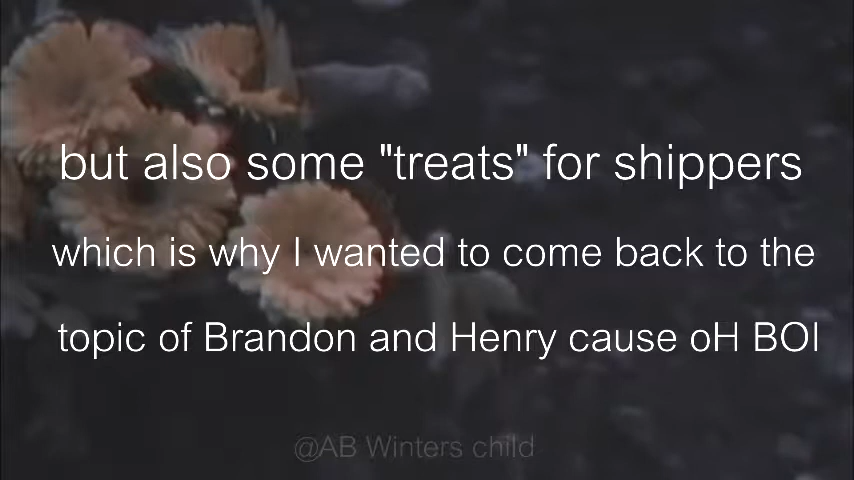 but also some "treats" for shippers
which is why I wanted to come back to the
topic of Brandon and Henry cause oH BOI
@AB Winters child